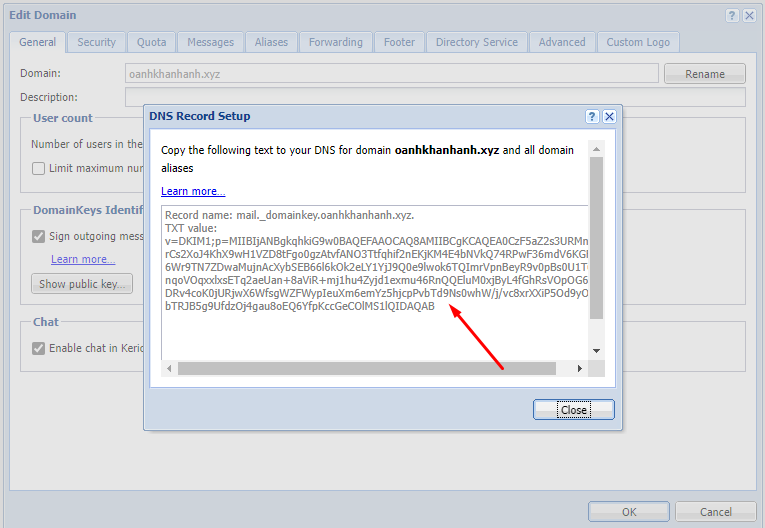 Edit Domain
General Security Quota Messages Aliases Forwarding Footer Directory Service Advanced Custom Logo
Domain: oanhkhanhanh.xyz Rename
Description:
User count
Number of users in the
Limit maximum nu
DomainKeys Identif
Sign outgoing mess
Learn more...
Show public key...
Chat
Enable chat in Keric
DNS Record Setup
Copy the following text to your DNS for domain oanhkhanhanh.xyz and all domain
aliases
Learn more...
Record name: mail._domainkey.oanhkhanhanh.xyz.
TXT value:
v=DKIM1;p=MIIBIjANBgkqhkiG9w0BAQEFAAOCAQ8AMIIBCgKCAQEA0CzF5aZ2s3URMn
rCs2XoJ4KhX9wH1VZD8tFgo0gzAtvfANO3Ttfqhif2nEKjKM4E4bNVkQ74RPwF36mdV6KG
6Wr9TN7ZDwaMujnAcXybSEB66l6kOk2eLY1YjJ9Q0e9lwok6TQImrVpnBeyR9v0pBs0U1T
nqoVOqxxlxsETq2aeUan+8aViR+mj1hu4Zyjd1exmu46RnQQEluM0xjByL4fGhRsVOpOG6
DRv4coK0jURjwX6WfsgWZFWypIeuXm6emYz5hjcpPvbTd9Ns0whW/j/vc8xrXXiP5Od9yO
bTRJB5g9UfdzOj4gau8oEQ6YfpKccGeCOlMS1lQIDAQAB
Close
OK Cancel